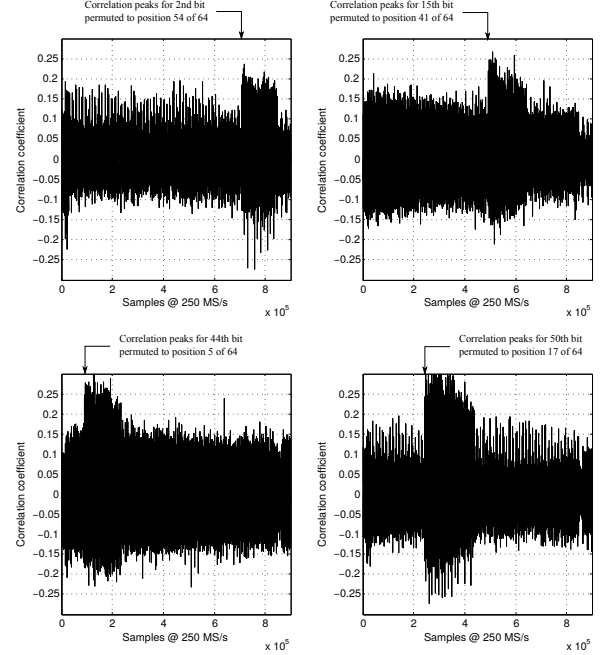 Correlation peaks for 2nd bit
permuted to position 54 of 64
Correlation peaks for 15th bit
permuted to position 41 of 64
0.25
0.2
0.15
0.1
0.05
0
−0.05
−0.1
−0.15
−0.2
−0.25
Correlation coefficient
0 2 4 6 8
Samples @ 250 MS/s
x 10^5
0.25
0.2
0.15
0.1
0.05
0
−0.05
−0.1
−0.15
−0.2
−0.25
Correlation coefficient
0 2 4 6 8
Samples @ 250 MS/s
x 10^5
Correlation peaks for 44th bit
permuted to position 5 of 64
Correlation peaks for 50th bit
permuted to position 17 of 64
0.25
0.2
0.15
0.1
0.05
0
−0.05
−0.1
−0.15
−0.2
−0.25
Correlation coefficient
0 2 4 6 8
Samples @ 250 MS/s
x 10^5
0.25
0.2
0.15
0.1
0.05
0
−0.05
−0.1
−0.15
−0.2
−0.25
Correlation coefficient
0 2 4 6 8
Samples @ 250 MS/s
x 10^5